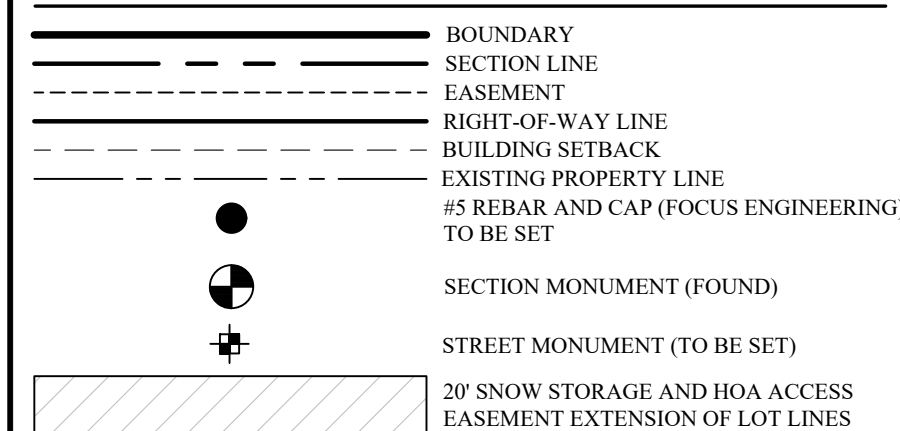 BOUNDARY
SECTION LINE
EASEMENT
RIGHT-OF-WAY LINE
BUILDING SETBACK
EXISTING PROPERTY LINE
#5 REBAR AND CAP (FOCUS ENGINEERING)
TO BE SET
SECTION MONUMENT (FOUND)
STREET MONUMENT (TO BE SET)
20' SNOW STORAGE AND HOA ACCESS
EASEMENT EXTENSION OF LOT LINES